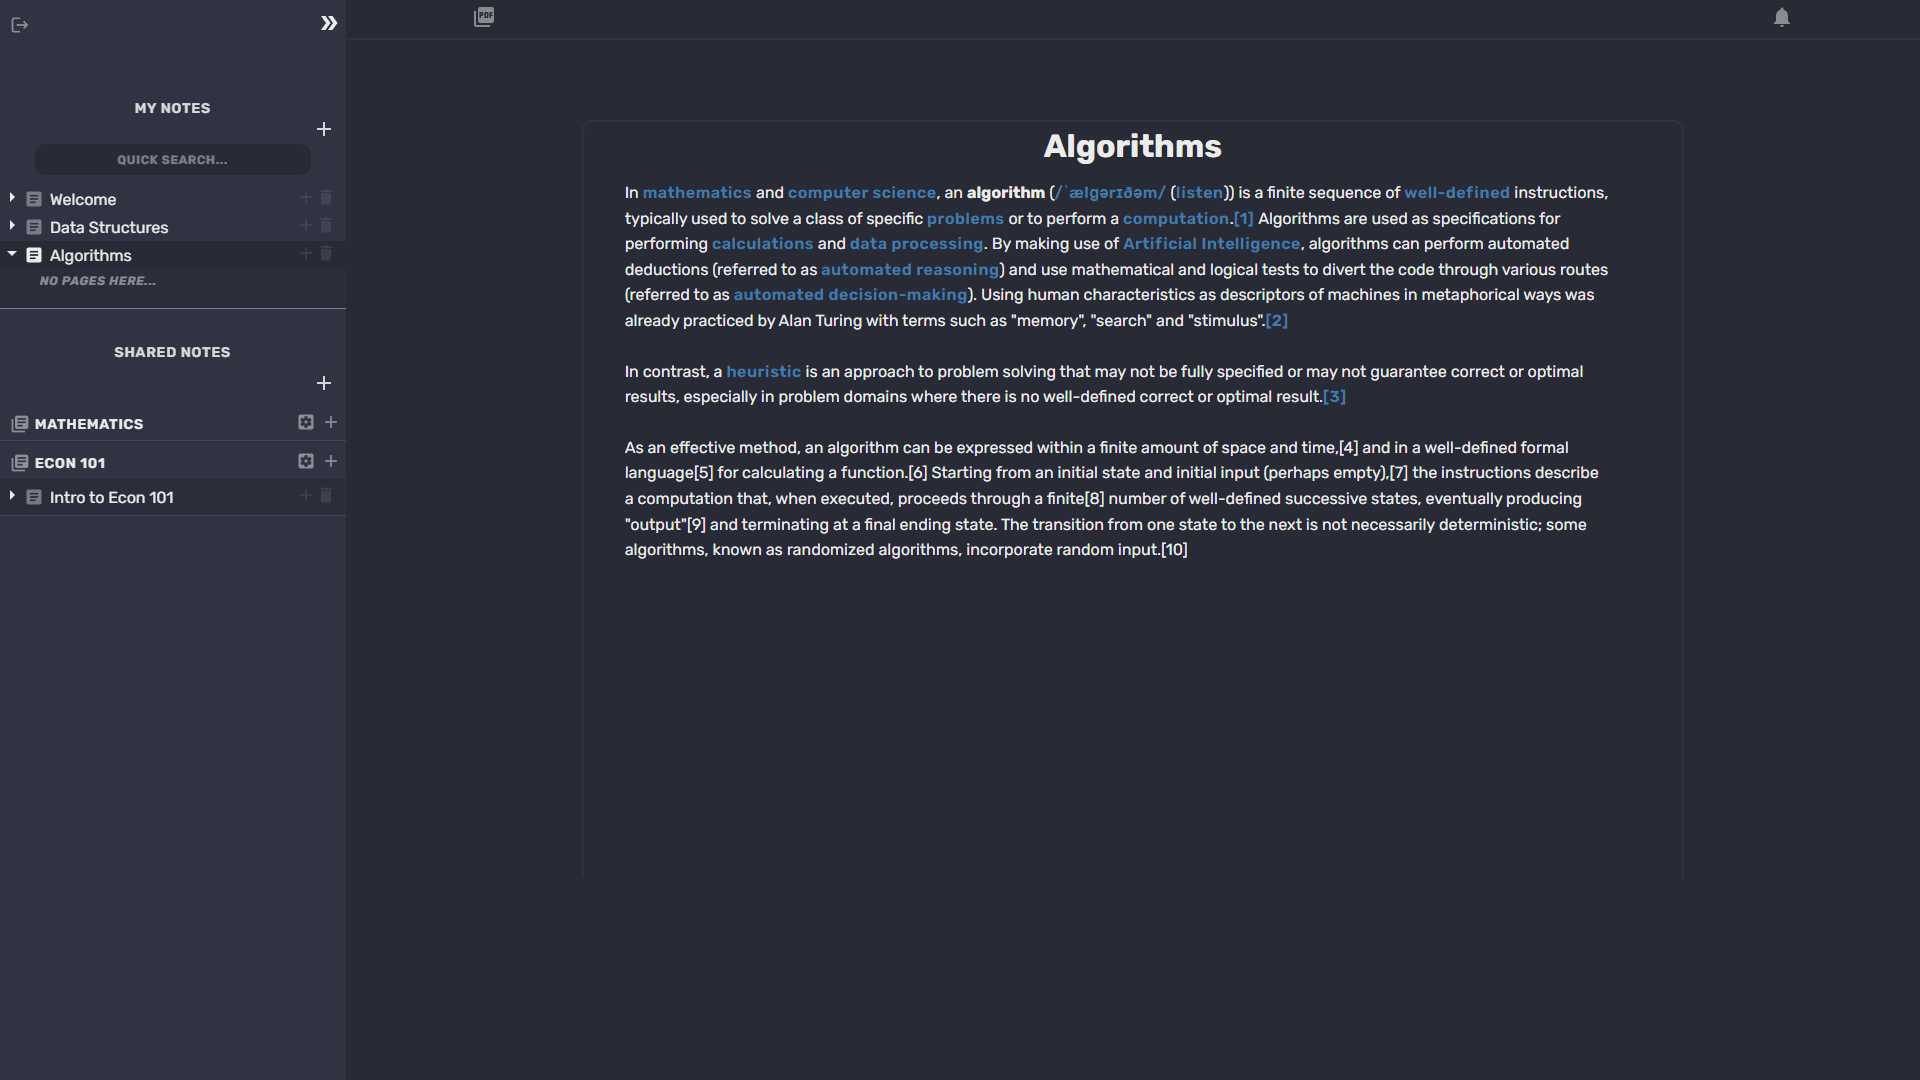 PDF
MY NOTES
QUICK SEARCH...
Welcome
Data Structures
Algorithms
NO PAGES HERE...
SHARED NOTES
MATHEMATICS
ECON 101
Intro to Econ 101
Algorithms
In mathematics and computer science, an algorithm (/ˈælɡərɪðəm/ (listen)) is a finite sequence of well-defined instructions,
typically used to solve a class of specific problems or to perform a computation.[1] Algorithms are used as specifications for
performing calculations and data processing. By making use of Artificial Intelligence, algorithms can perform automated
deductions (referred to as automated reasoning) and use mathematical and logical tests to divert the code through various routes
(referred to as automated decision-making). Using human characteristics as descriptors of machines in metaphorical ways was
already practiced by Alan Turing with terms such as "memory", "search" and "stimulus".[2]
In contrast, a heuristic is an approach to problem solving that may not be fully specified or may not guarantee correct or optimal
results, especially in problem domains where there is no well-defined correct or optimal result.[3]
As an effective method, an algorithm can be expressed within a finite amount of space and time,[4] and in a well-defined formal
language[5] for calculating a function.[6] Starting from an initial state and initial input (perhaps empty),[7] the instructions describe
a computation that, when executed, proceeds through a finite[8] number of well-defined successive states, eventually producing
"output"[9] and terminating at a final ending state. The transition from one state to the next is not necessarily deterministic; some
algorithms, known as randomized algorithms, incorporate random input.[10]